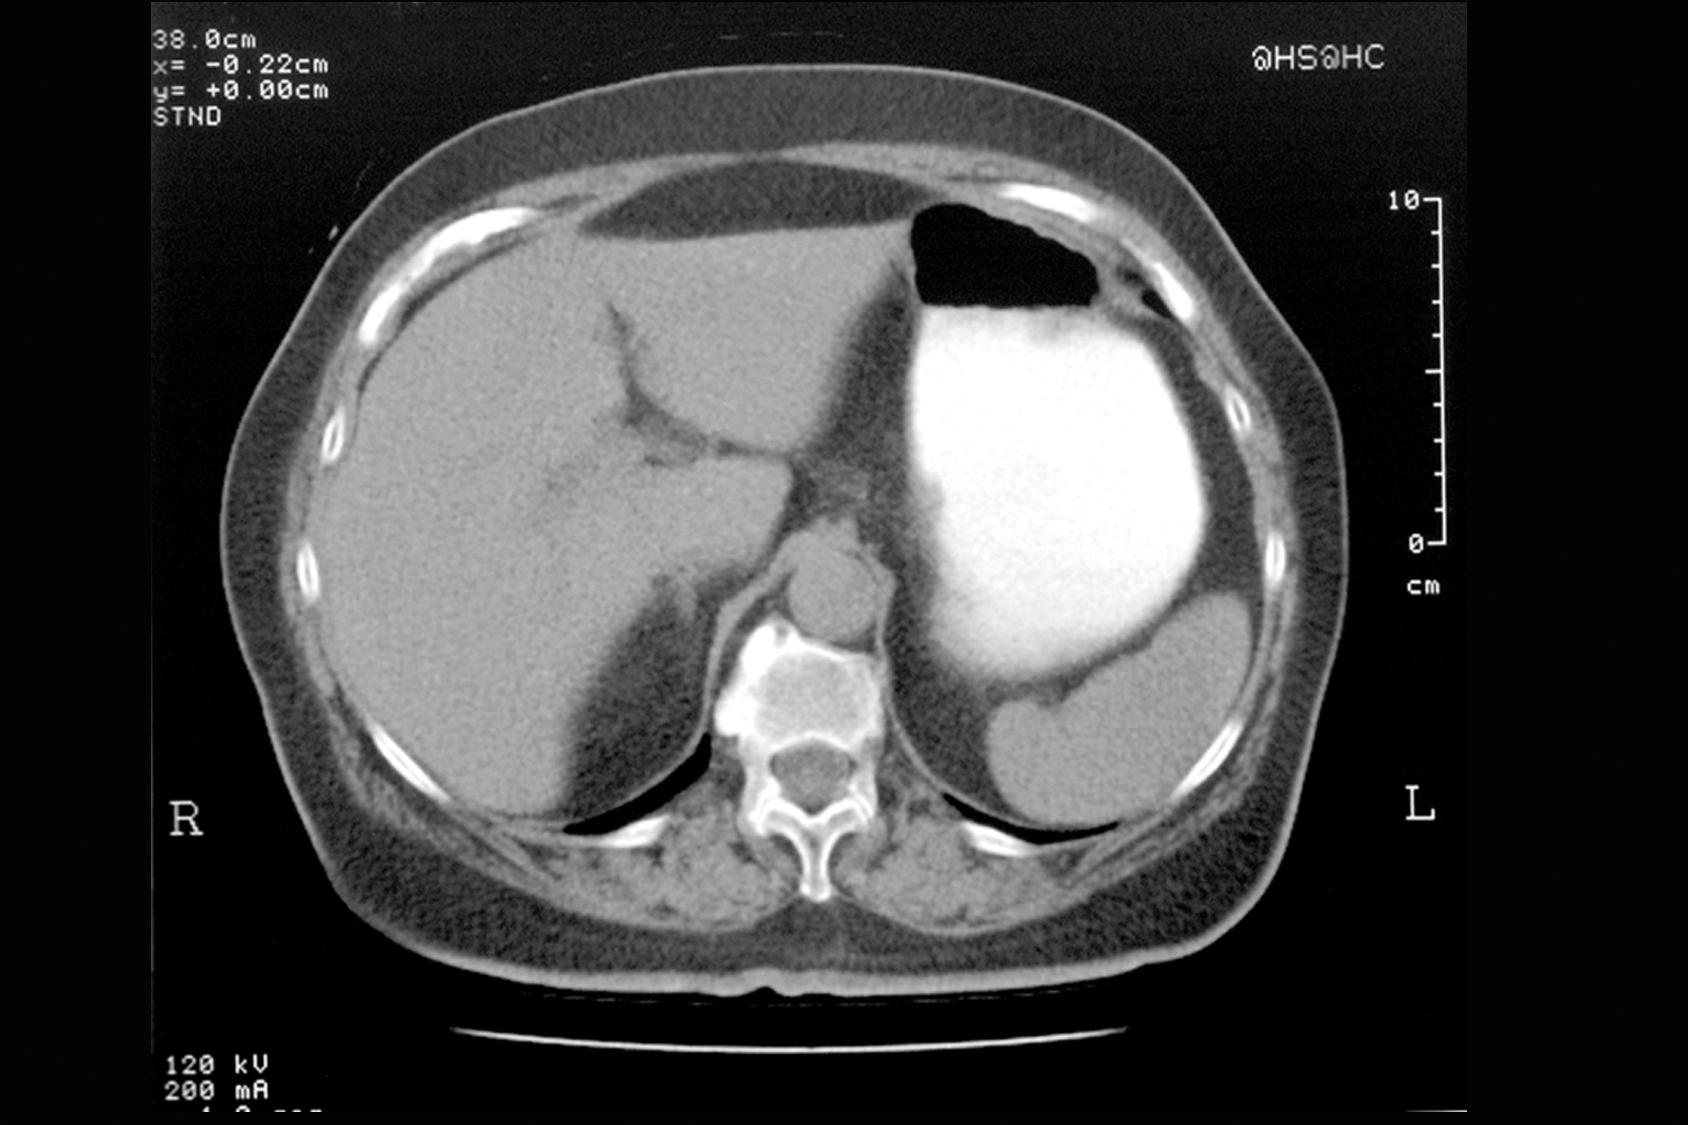 38.0cm
x= -0.22cm
y= +0.00cm
STND
@HS@HC
10
0
cm
R
L
120 kV
200 mA